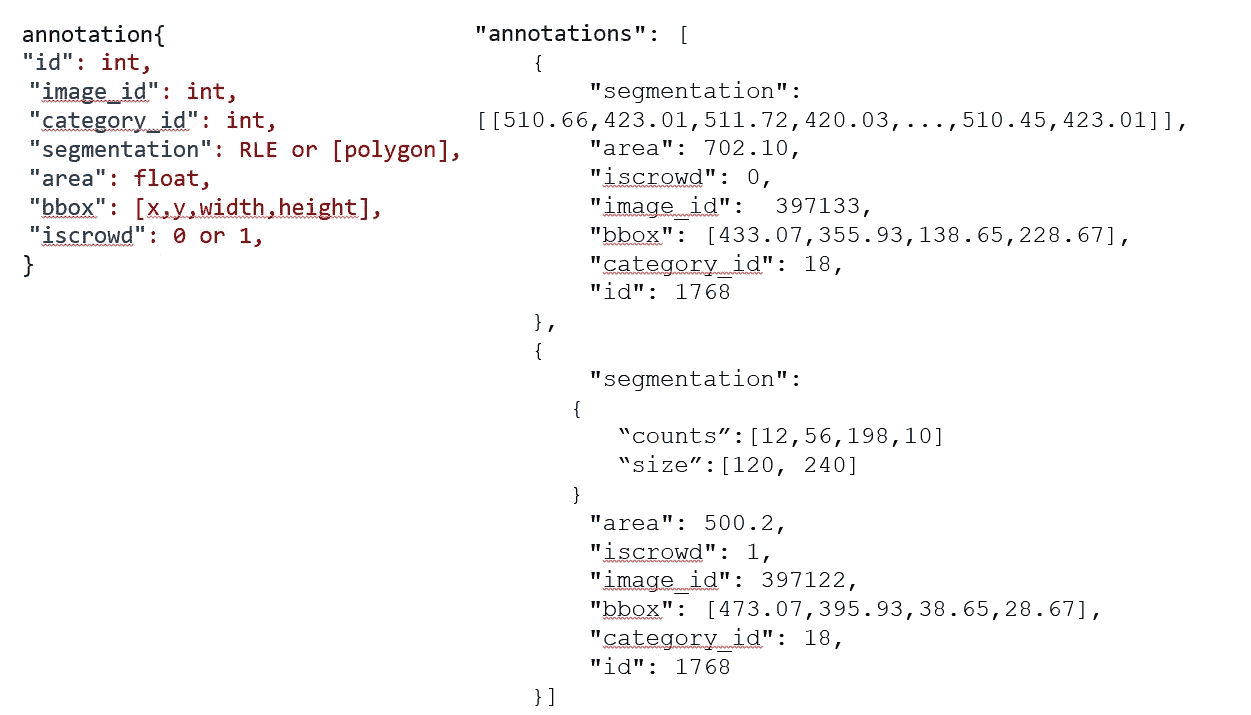 annotation{
"id": int,
"image_id": int,
"category_id": int,
"segmentation": RLE or [polygon],
"area": float,
"bbox": [x,y,width,height],
"iscrowd": 0 or 1,
}
"annotations": [
{
"segmentation":
[[510.66,423.01,511.72,420.03,...,510.45,423.01]],
"area": 702.10,
"iscrowd": 0,
"image_id":  397133,
"bbox": [433.07,355.93,138.65,228.67],
"category_id": 18,
"id": 1768
},
{
"segmentation":
{
“counts”:[12,56,198,10]
“size”:[120, 240]
}
"area": 500.2,
"iscrowd": 1,
"image_id": 397122,
"bbox": [473.07,395.93,38.65,28.67],
"category_id": 18,
"id": 1768
}]